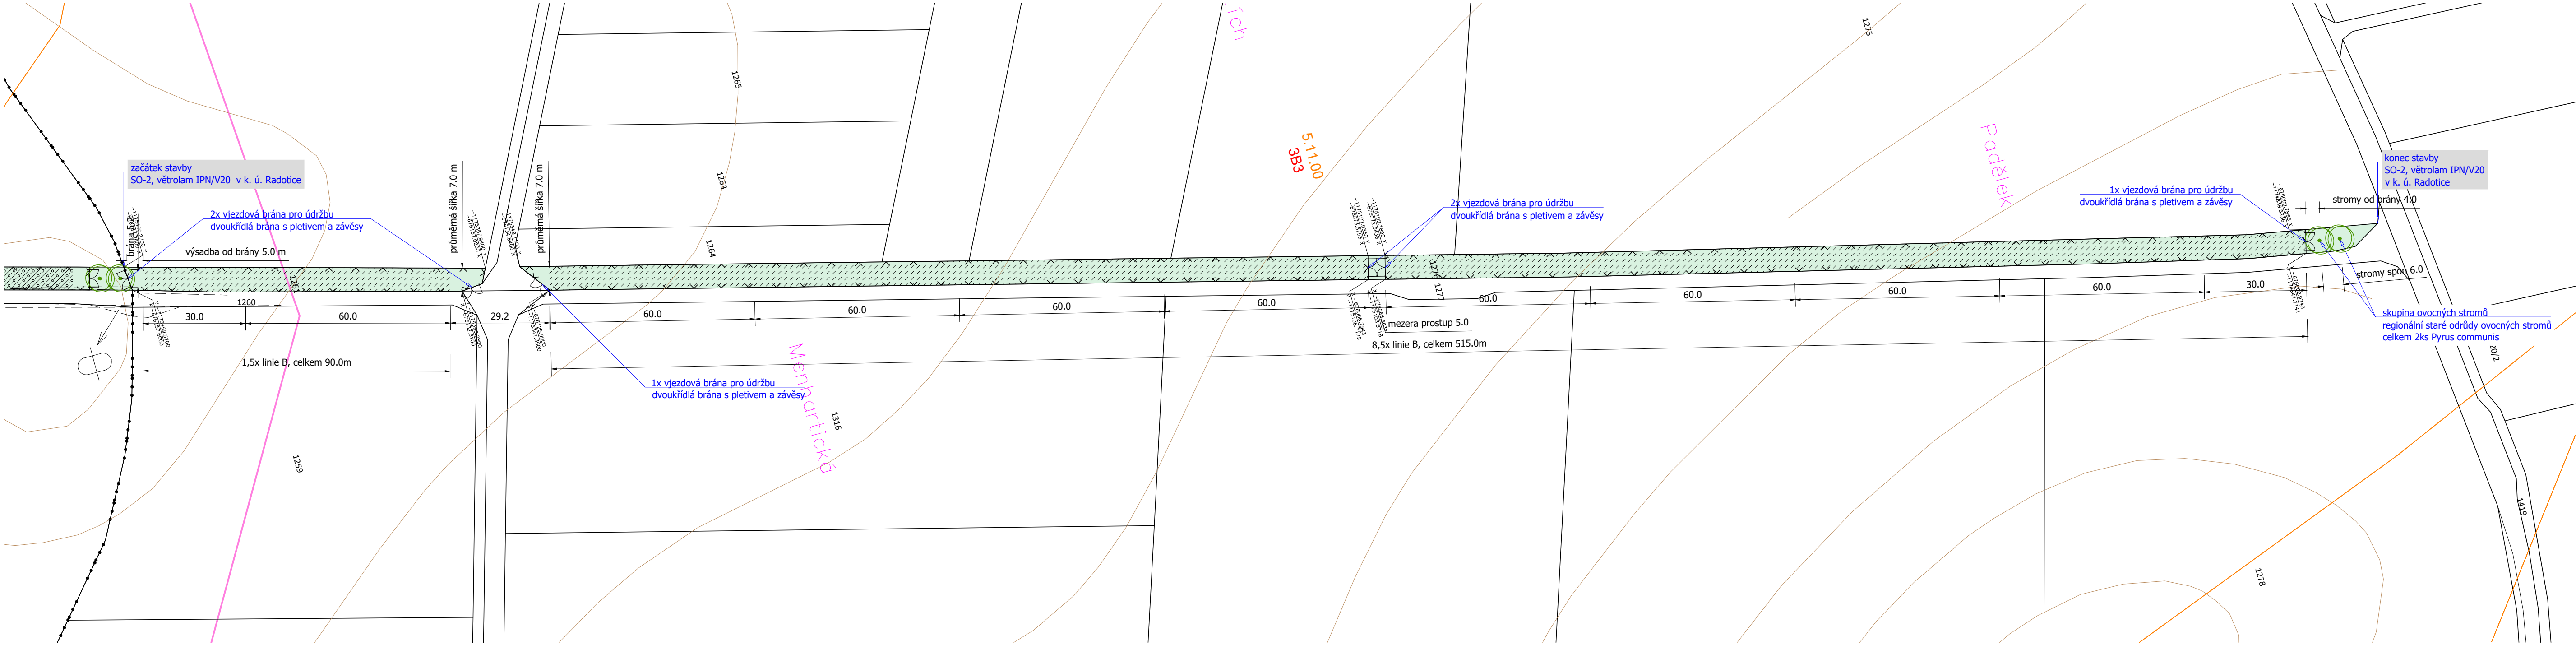 ích
1275
1265
5.11.00
3B3
Padělek
začátek stavby
SO-2, větrolam IPN/V20 v k. ú. Radotice
konec stavby
SO-2, větrolam IPN/V20
v k. ú. Radotice
průměrná šířka 7.0 m
průměrná šířka 7.0 m
1263
1264
2x vjezdová brána pro údržbu
dvoukřídlá brána s pletivem a závěsy
2x vjezdová brána pro údržbu
dvoukřídlá brána s pletivem a závěsy
1x vjezdová brána pro údržbu
dvoukřídlá brána s pletivem a závěsy
stromy od brány 4.0
výsadba od brány 5.0 m
stromy spon 6.0
1276
1277
1260
30.0
60.0
29.2
60.0
60.0
60.0
60.0
60.0
60.0
60.0
60.0
30.0
mezera prostup 5.0
8,5x linie B, celkem 515.0m
1,5x linie B, celkem 90.0m
skupina ovocných stromů
regionální staré odrůdy ovocných stromů
celkem 2ks Pyrus communis
1x vjezdová brána pro údržbu
dvoukřídlá brána s pletivem a závěsy
Menhartická
1316
1259
1419
1278